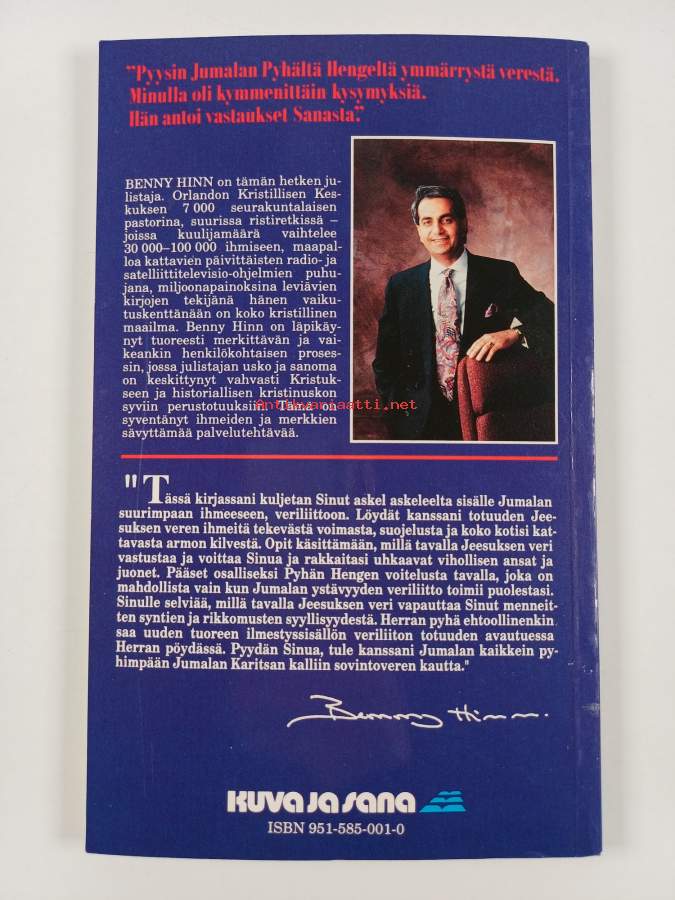 "Pyysin Jumalan Pyhältä Hengeltä ymmärrystä verestä.
Minulla oli kymmenittäin kysymyksiä.
Hän antoi vastaukset Sanasta."
BENNY HINN on tämän hetken ju-
listaja. Orlandon Kristillisen Kes-
kuksen 7 000 seurakuntalaisen
pastorina, suurissa ristiretkissä –
joissa kuulijamäärä vaihtelee
30 000–100 000 ihmiseen, maapal-
loa kattavien päivittäisten radio- ja
satelliittitelevisio-ohjelmien puhu-
jana, miljoonapainoksina leviävien
kirjojen tekijänä hänen vaiku-
tuskenttänään on koko kristillinen
maailma. Benny Hinn on läpikäy-
nyt tuoreesti merkittävän ja vai-
keankin henkilökohtaisen proses-
sin, jossa julistajan usko ja sanoma
on keskittynyt vahvasti Kristuk-
seen ja historiallisen kristinuskon
syviin perustotuuksiin. Tämä on
syventänyt ihmeiden ja merkkien
sävyttämää palvelutehtävää.
Antikvariaatti.net
"Tässä kirjassani kuljetan Sinut askel askeleelta sisälle Jumalan
suurimpaan ihmeeseen, veriliittoon. Löydät kanssani totuuden Jee-
suksen veren ihmeitä tekevästä voimasta, suojelusta ja koko kotisi kat-
tavasta armon kilvestä. Opit käsittämään, millä tavalla Jeesuksen veri
vastustaa ja voittaa Sinua ja rakkaitasi uhkaavat vihollisen ansat ja
juonet. Pääset osalliseksi Pyhän Hengen voitelusta tavalla, joka on
mahdollista vain kun Jumalan ystävyyden veriliitto toimii puolestasi.
Sinulle selviää, millä tavalla Jeesuksen veri vapauttaa Sinut menneit-
ten syntien ja rikkomusten syyllisyydestä. Herran pyhä ehtoollinenkin
saa uuden tuoreen ilmestyssisällön veriliiton totuuden avautuessa
Herran pöydässä. Pyydän Sinua, tule kanssani Jumalan kaikkein py-
himpään Jumalan Karitsan kalliin sovintoveren kautta."
Benny Hinn.
KUVA JA SANA
ISBN 951-585-001-0